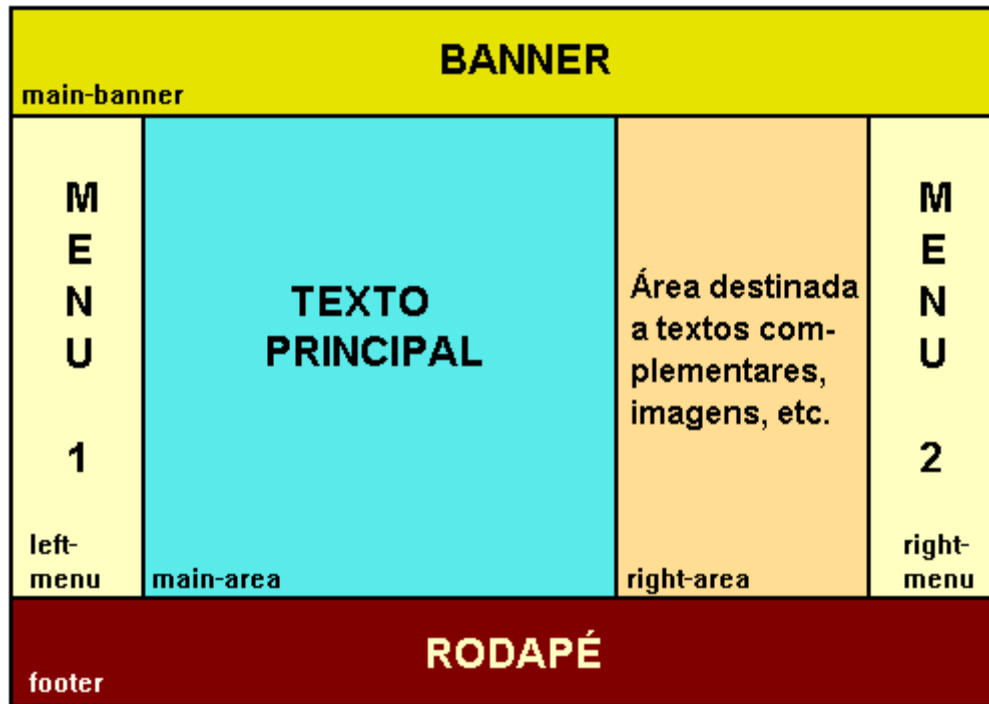 BANNER
main-banner
M
E
N
U
1
left-
menu
TEXTO
PRINCIPAL
main-area
Área destinada
a textos com-
plementares,
imagens, etc.
right-area
M
E
N
U
2
right-
menu
RODAPÉ
footer